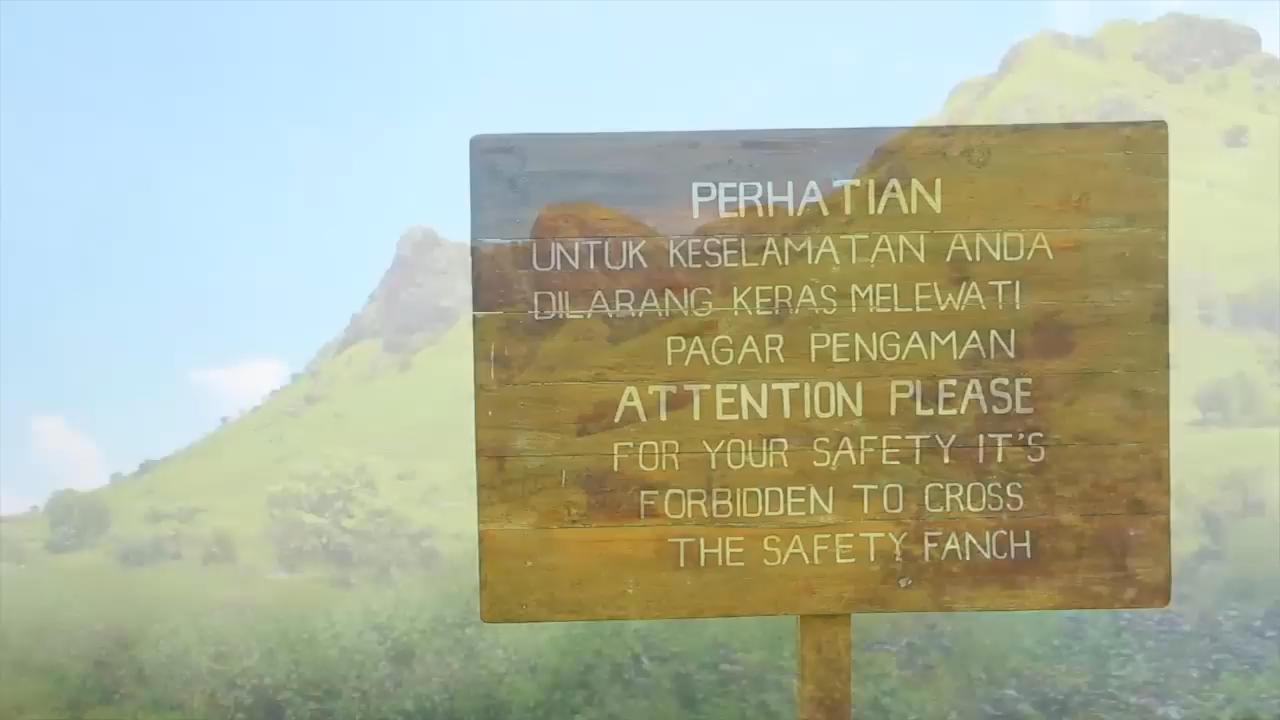 PERHATIAN
UNTUK KESELAMATAN ANDA
DILARANG KERAS MELEWATI
PAGAR PENGAMAN
ATTENTION PLEASE
FOR YOUR SAFETY IT'S
FORBIDDEN TO CROSS
THE SAFETY FANCH